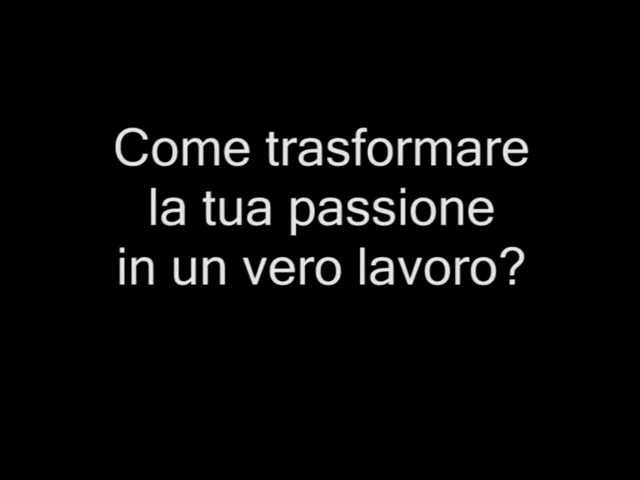 Come trasformare
la tua passione
in un vero lavoro?